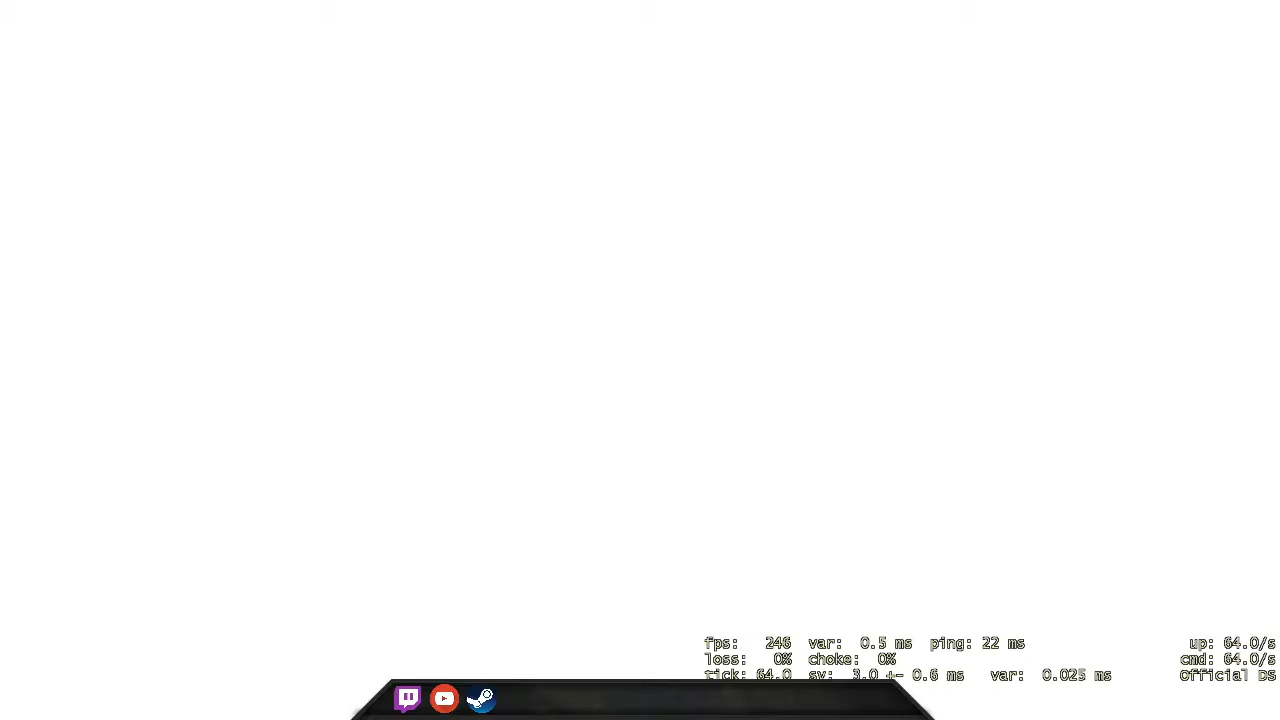 fps: 246 var: 0.5 ms ping: 22 ms up: 64.0/s
loss: 0% choke: 0% cmd: 64.0/s
tick: 64.0 sv: 3.0 +- 0.6 ms var: 0.025 ms Official DS